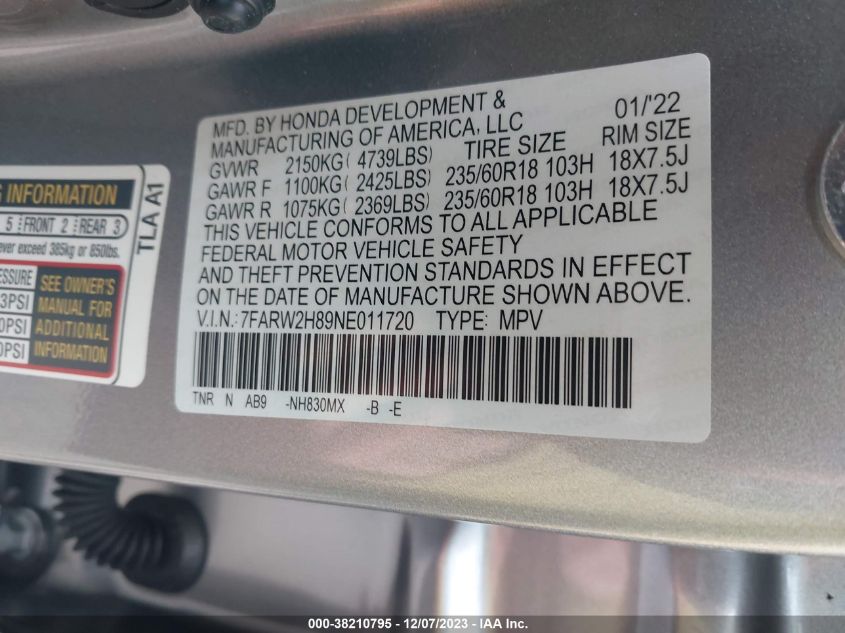 MFD. BY HONDA DEVELOPMENT & 01/'22
MANUFACTURING OF AMERICA, LLC
GVWR 2150KG( 4739LBS) TIRE SIZE RIM SIZE
GAWR F 1100KG( 2425LBS) 235/60R18 103H 18X7.5J
GAWR R 1075KG( 2369LBS) 235/60R18 103H 18X7.5J
THIS VEHICLE CONFORMS TO ALL APPLICABLE
FEDERAL MOTOR VEHICLE SAFETY
AND THEFT PREVENTION STANDARDS IN EFFECT
ON THE DATE OF MANUFACTURE SHOWN ABOVE.
V.I.N.: 7FARW2H89NE011720 TYPE: MPV
TNR N AB9 -NH830MX -B -E
INFORMATION
5 FRONT 2 REAR 3
exceed 385kg or 850lbs.
SEE OWNER'S
MANUAL FOR
ADDITIONAL
INFORMATION
TLA A1
000-38210795 - 12/07/2023 - IAA Inc.